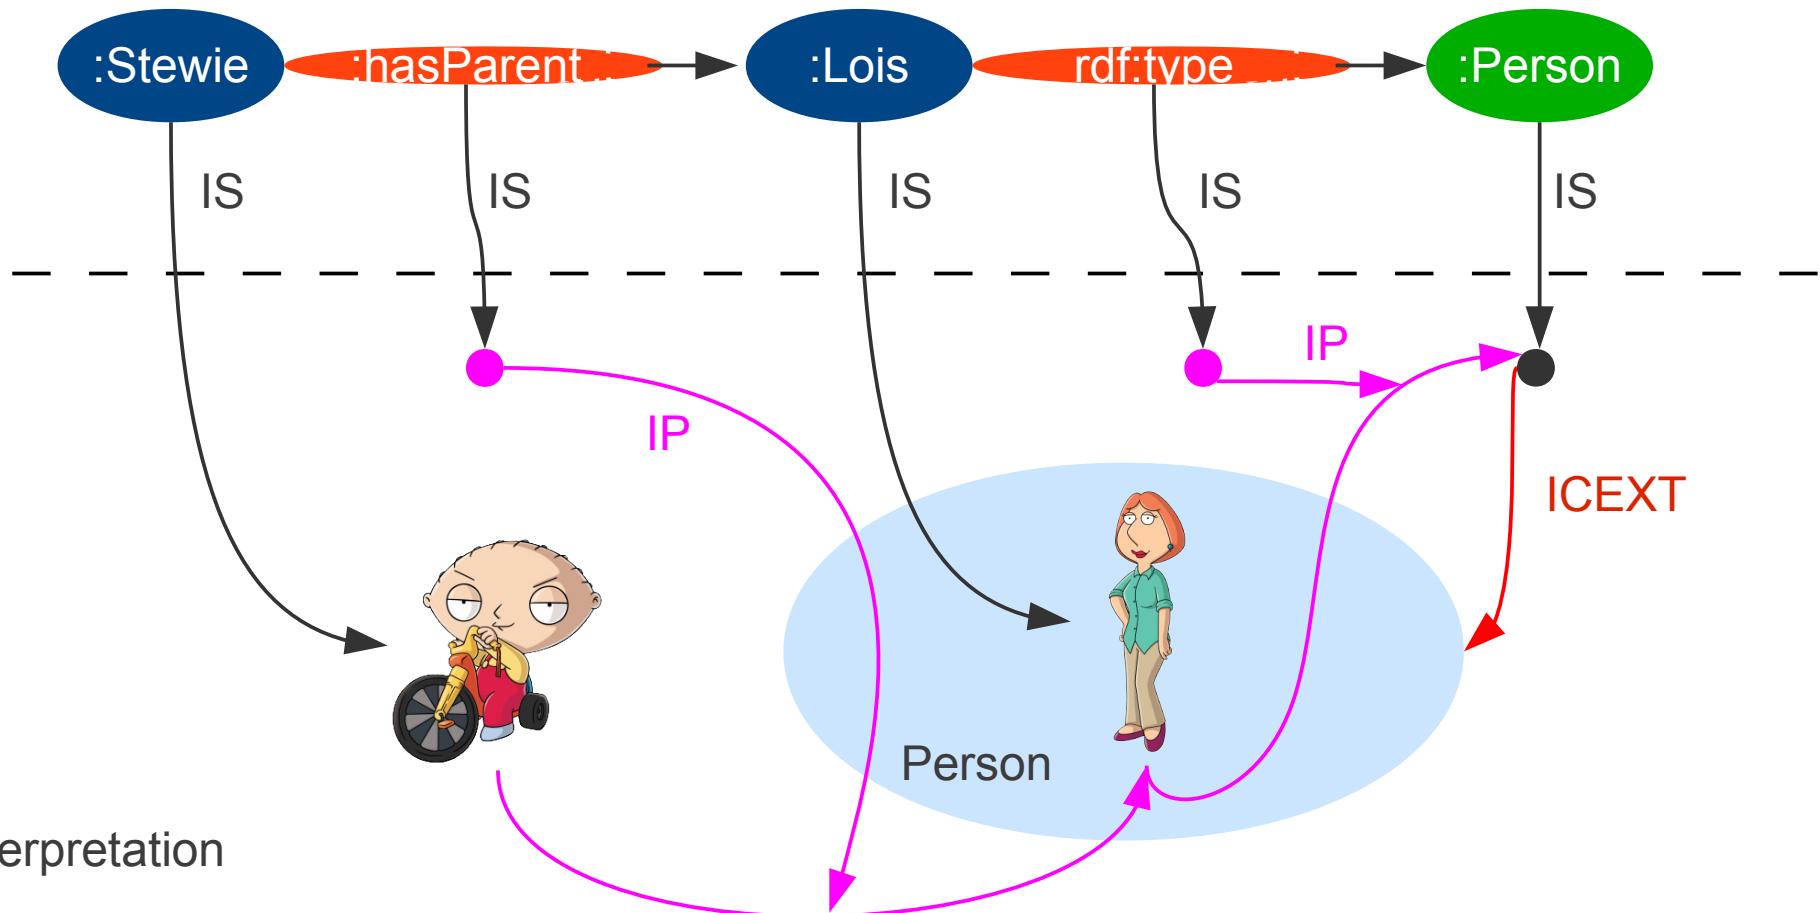 :Stewie :hasParent :Lois rdf:type :Person
IS IS IS IS IS
IP
IP
ICEXT
Person
erpretation